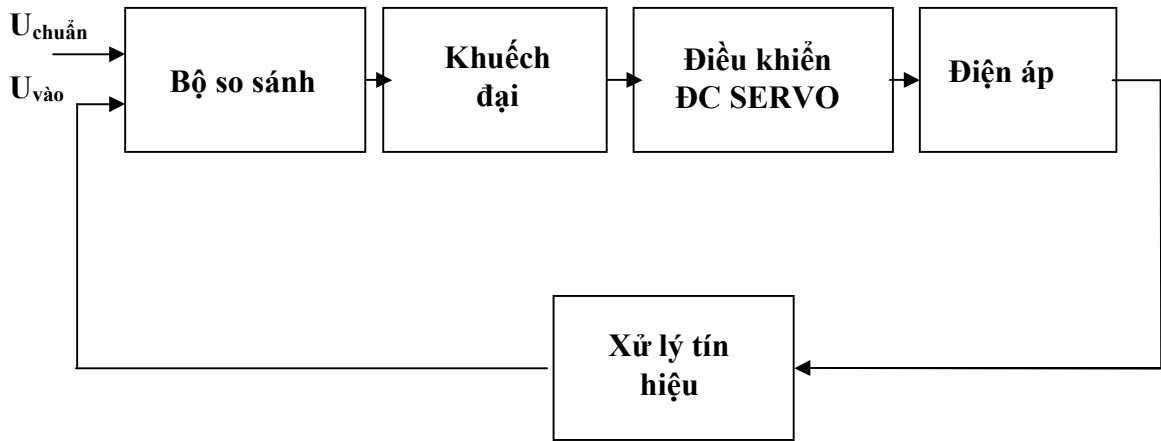 Uchuẩn
Uvào
Bộ so sánh
Khuếch
đại
Điều khiển
ĐC SERVO
Điện áp
Xử lý tín
hiệu